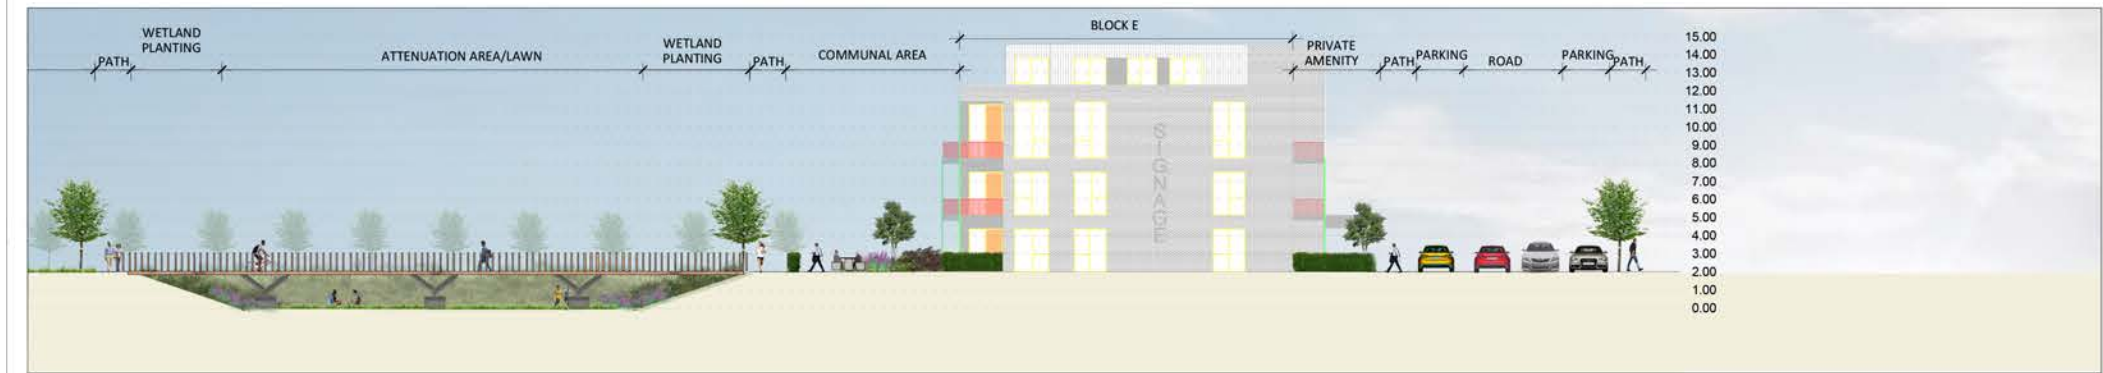 WETLAND
PLANTING
PATH
ATTENUATION AREA/LAWN
WETLAND
PLANTING
PATH
COMMUNAL AREA
BLOCK E
PRIVATE
AMENITY
PATH
PARKING
ROAD
PARKING
PATH
15.00
14.00
13.00
12.00
11.00
10.00
9.00
8.00
7.00
6.00
5.00
4.00
3.00
2.00
1.00
0.00
SIGNAGE